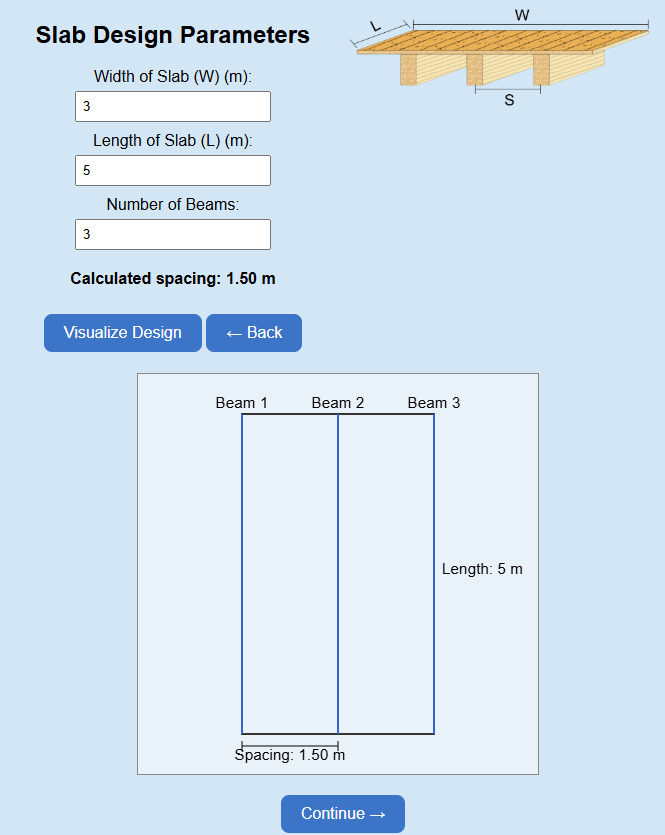 Slab Design Parameters
Width of Slab (W) (m):
3
Length of Slab (L) (m):
5
Number of Beams:
3
Calculated spacing: 1.50 m
Visualize Design
← Back
L
W
S
Beam 1 Beam 2 Beam 3
Length: 5 m
Spacing: 1.50 m
Continue →